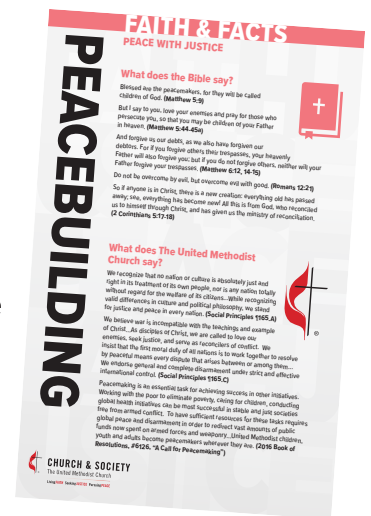 FAITH & FACTS
PEACE WITH JUSTICE
PEACEBUILDING
What does the Bible say?
Blessed are the peacemakers, for they will be called
children of God. (Matthew 5:9)
But I say to you, love your enemies and pray for those who
persecute you, so that you may be children of your Father
in heaven. (Matthew 5:44-45a)
And forgive us our debts, as we also have forgiven our
debtors. For if you forgive others their trespasses, your heavenly
Father will also forgive you; but if you do not forgive others, neither will your
Father forgive your trespasses. (Matthew 6:12, 14-15)
Do not be overcome by evil, but overcome evil with good. (Romans 12:21)
So if anyone is in Christ, there is a new creation: everything old has passed
away; see, everything has become new! All this is from God, who reconciled
us to himself through Christ, and has given us the ministry of reconciliation.
(2 Corinthians 5:17-18)
What does The United Methodist
Church say?
We recognize that no nation or culture is absolutely just and
right in its treatment of its own people, nor is any nation totally
without regard for the welfare of its citizens...While recognizing
valid differences in culture and political philosophy, we stand
for justice and peace in every nation. (Social Principles ¶165.A)
We believe war is incompatible with the teachings and example
of Christ...As disciples of Christ, we are called to love our
enemies, seek justice, and serve as reconcilers of conflict. We
insist that the first moral duty of all nations is to work together to resolve
by peaceful means every dispute that arises between or among them...
We endorse general and complete disarmament under strict and effective
international control. (Social Principles ¶165.C)
Peacemaking is an essential task for achieving success in other initiatives.
Working with the poor to eliminate poverty, caring for children, conducting
global health initiatives can be most successful in stable and just societies
free from armed conflict. To have sufficient resources for these tasks requires
global peace and disarmament in order to redirect vast amounts of public
funds now spent on armed forces and weaponry...United Methodist children,
youth and adults become peacemakers wherever they are. (2016 Book of
Resolutions, #6126, "A Call for Peacemaking")
CHURCH & SOCIETY
The United Methodist Church
Living FAITH Seeking JUSTICE Pursuing PEACE